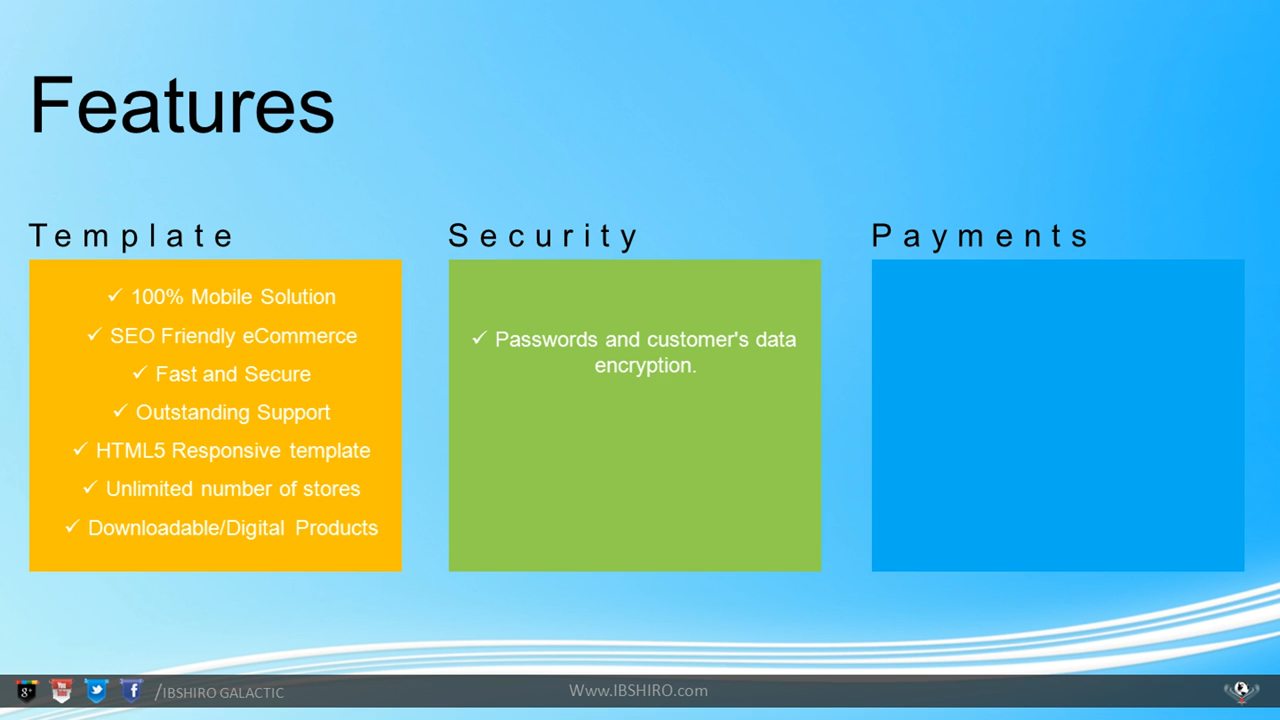 Features
Template
Security
Payments
100% Mobile Solution
SEO Friendly eCommerce
Fast and Secure
Outstanding Support
HTML5 Responsive template
Unlimited number of stores
Downloadable/Digital Products
Passwords and customer's data
encryption.
/IBSHIRO GALACTIC
Www.IBSHIRO.com